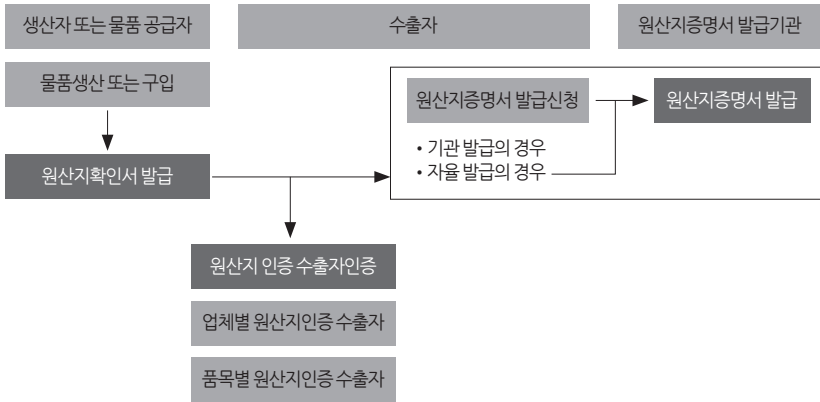 생산자 또는 물품 공급자
수출자
원산지증명서 발급기관
물품생산 또는 구입
원산지증명서 발급신청
원산지증명서 발급
• 기관 발급의 경우
• 자율 발급의 경우
원산지확인서 발급
원산지 인증 수출자인증
업체별 원산지인증 수출자
품목별 원산지인증 수출자